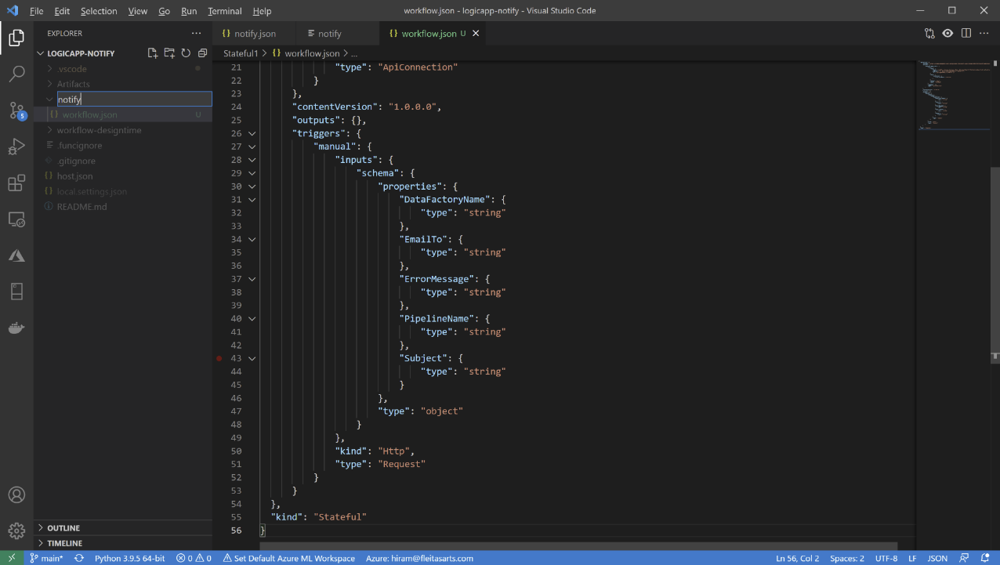 File Edit Selection View Go Run Terminal Help workflow.json - logicapp-notify - Visual Studio Code
EXPLORER ···
{} notify.json notify {} workflow.json U ×
LOGICAPP-NOTIFY
Stateful1 > {} workflow.json > ...
.vscode
Artifacts
notify
{} workflow.json U
workflow-designtime
.funcignore
.gitignore
{} host.json
{} local.settings.json
README.md
5
21 "type": "ApiConnection"
22 }
23 },
24 "contentVersion": "1.0.0.0",
25 "outputs": {},
26 "triggers": {
27 "manual": {
28 "inputs": {
29 "schema": {
30 "properties": {
31 "DataFactoryName": {
32 "type": "string"
33 },
34 "EmailTo": {
35 "type": "string"
36 },
37 "ErrorMessage": {
38 "type": "string"
39 },
40 "PipelineName": {
41 "type": "string"
42 },
43 "Subject": {
44 "type": "string"
45 }
46 },
47 "type": "object"
48 }
49 },
50 "kind": "Http",
51 "type": "Request"
52 }
53 }
54 },
55 "kind": "Stateful"
56 }
OUTLINE
TIMELINE
main* Python 3.9.5 64-bit 0 0 Set Default Azure ML Workspace Azure: hiram@fleitasarts.com Ln 56, Col 2 Spaces: 2 UTF-8 LF JSON